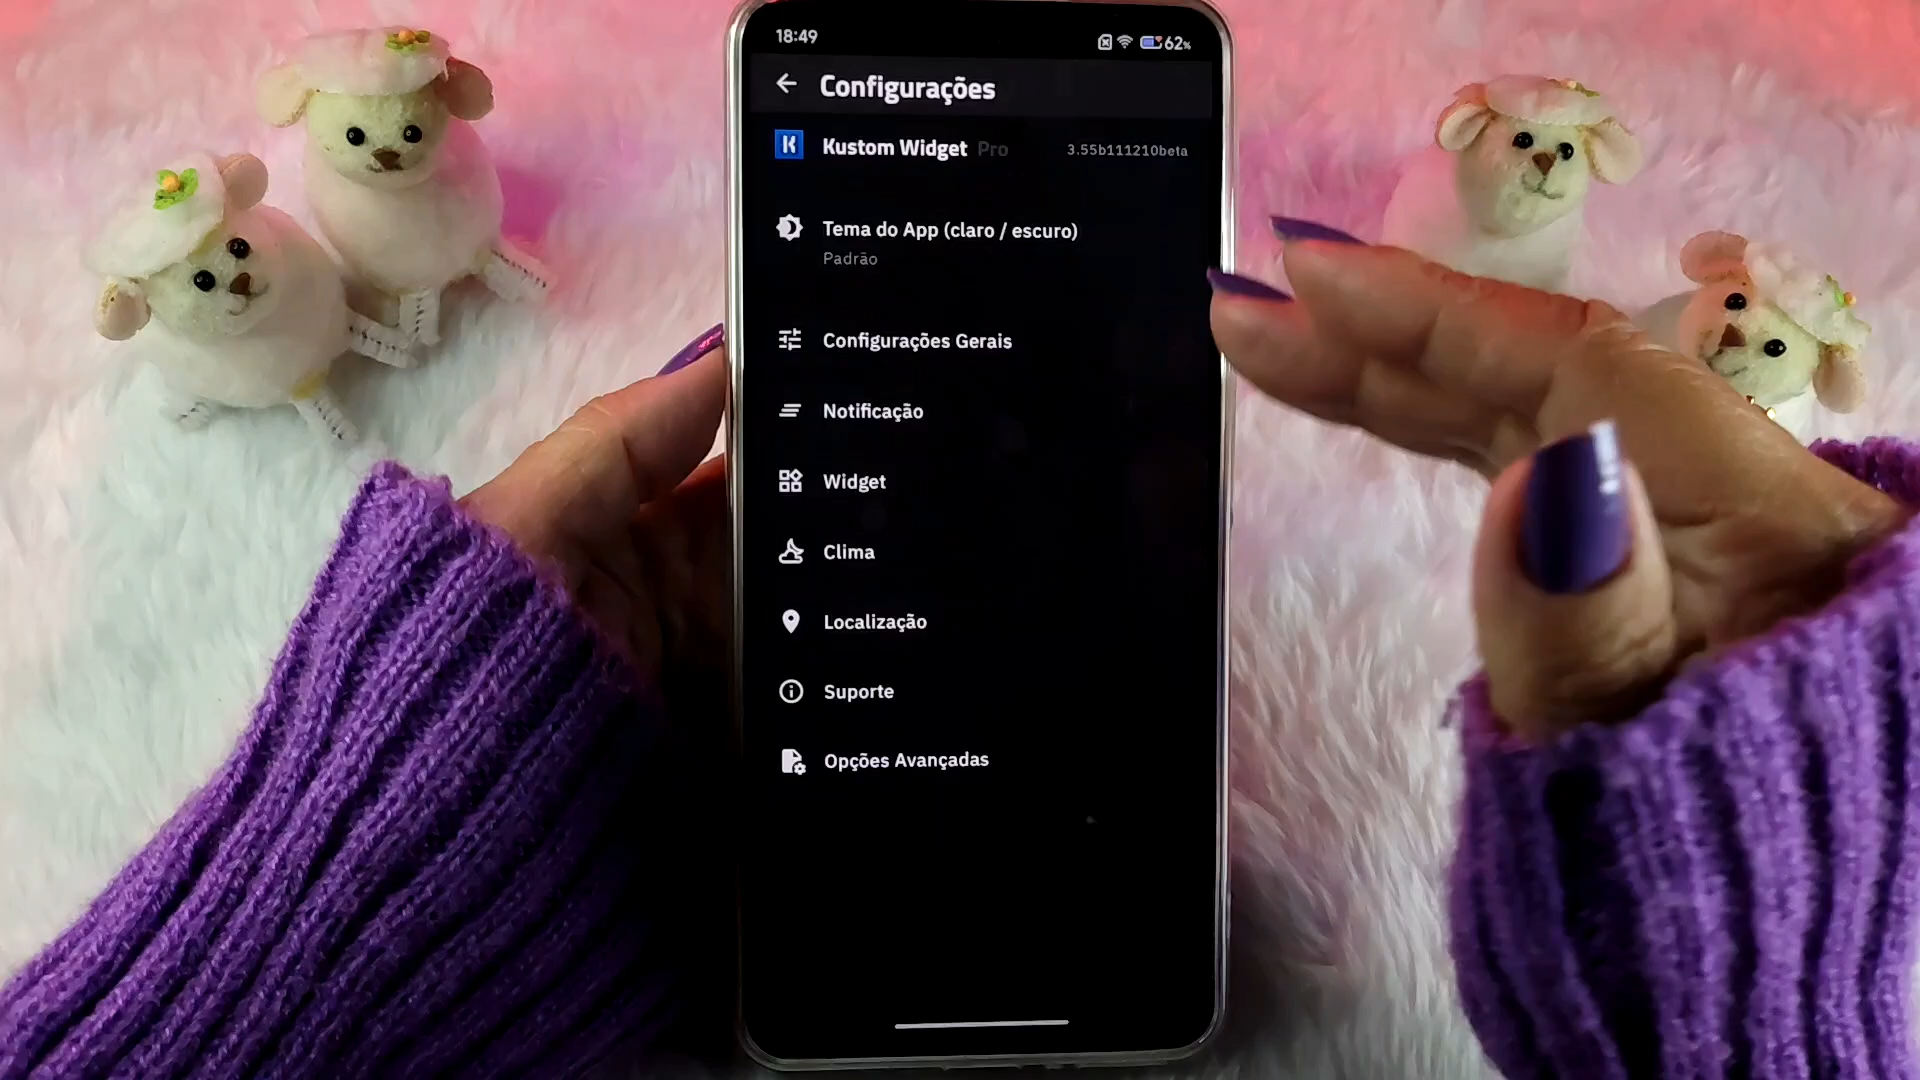 18:49
62%
Configurações
Kustom Widget Pro
3.55b111210beta
Tema do App (claro / escuro)
Padrão
Configurações Gerais
Notificação
Widget
Clima
Localização
Suporte
Opções Avançadas